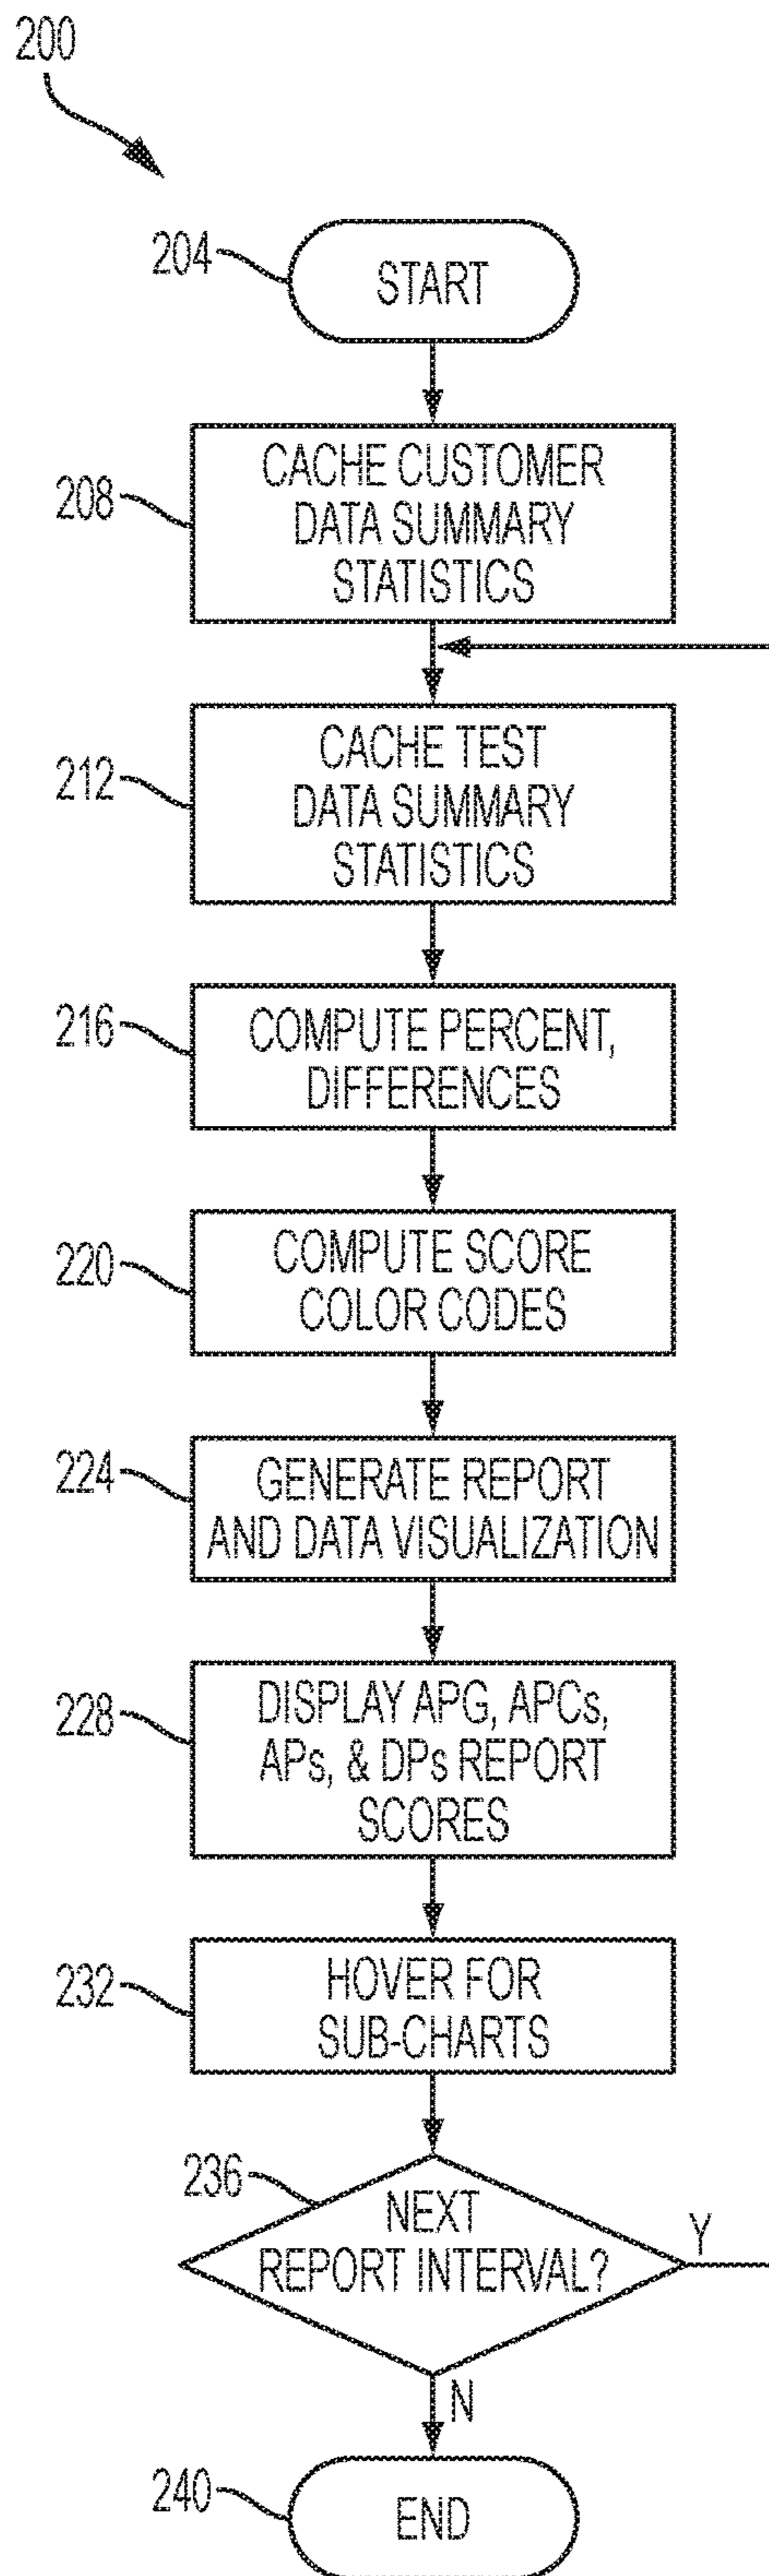 200
204
START
208
CACHE CUSTOMER
DATA SUMMARY
STATISTICS
212
CACHE TEST
DATA SUMMARY
STATISTICS
216
COMPUTE PERCENT,
DIFFERENCES
220
COMPUTE SCORE
COLOR CODES
224
GENERATE REPORT
AND DATA VISUALIZATION
228
DISPLAY APG, APCs,
APs, & DPs REPORT
SCORES
232
HOVER FOR
SUB-CHARTS
236
NEXT
REPORT INTERVAL?
Y
N
240
END